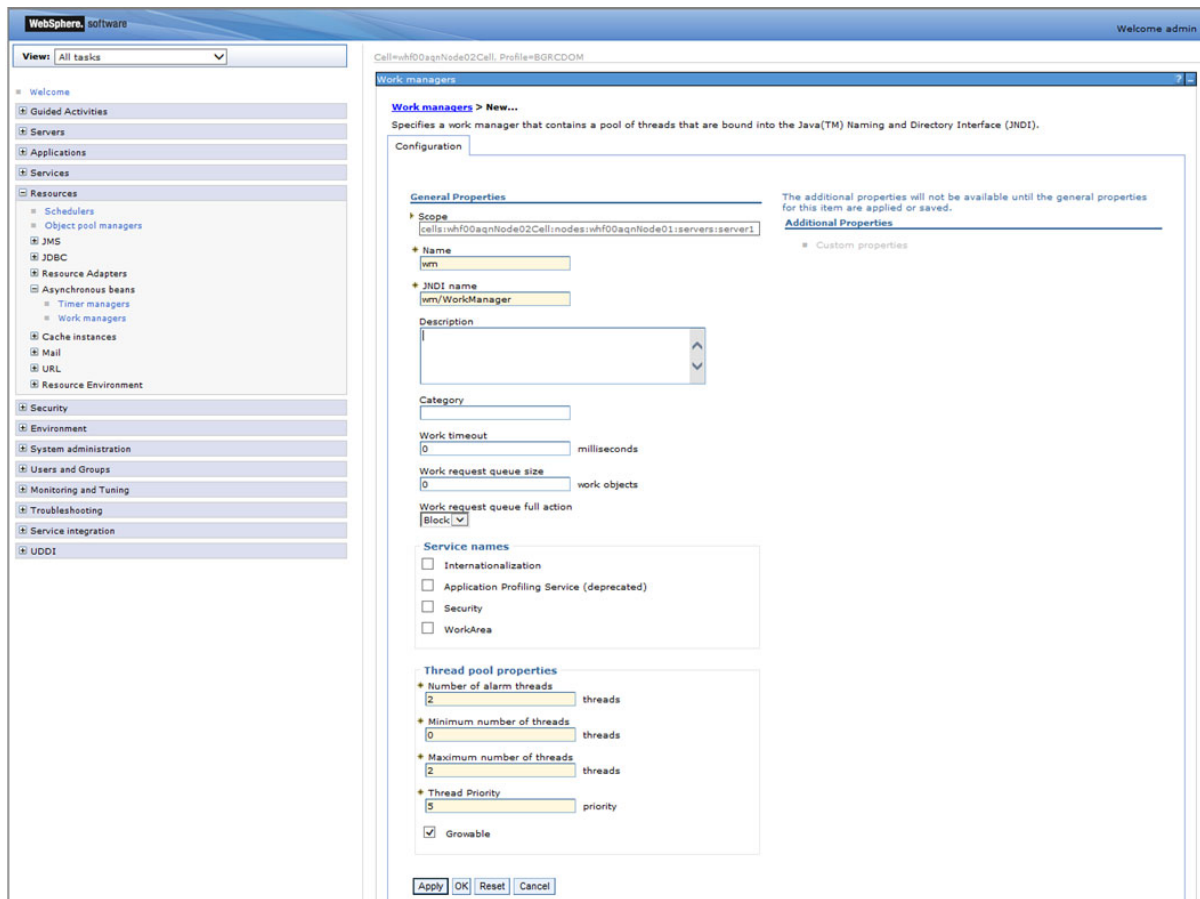 WebSphere. software
Welcome admin
View: All tasks
Cell=whf00aqnNode02Cell, Profile=BGRCDOM
Work managers
? _
Welcome
Guided Activities
Servers
Applications
Services
Resources
Schedulers
Object pool managers
JMS
JDBC
Resource Adapters
Asynchronous beans
Timer managers
Work managers
Cache instances
Mail
URL
Resource Environment
Security
Environment
System administration
Users and Groups
Monitoring and Tuning
Troubleshooting
Service integration
UDDI
Work managers > New...
Specifies a work manager that contains a pool of threads that are bound into the Java(TM) Naming and Directory Interface (JNDI).
Configuration
General Properties
Scope
cells:whf00aqnNode02Cell:nodes:whf00aqnNode01:servers:server1
Name
wm
JNDI name
wm/WorkManager
Description
Category
Work timeout
0 milliseconds
Work request queue size
0 work objects
Work request queue full action
Block
Service names
Internationalization
Application Profiling Service (deprecated)
Security
WorkArea
Thread pool properties
Number of alarm threads
2 threads
Minimum number of threads
0 threads
Maximum number of threads
2 threads
Thread Priority
5 priority
Growable
Apply OK Reset Cancel
The additional properties will not be available until the general properties
for this item are applied or saved.
Additional Properties
Custom properties